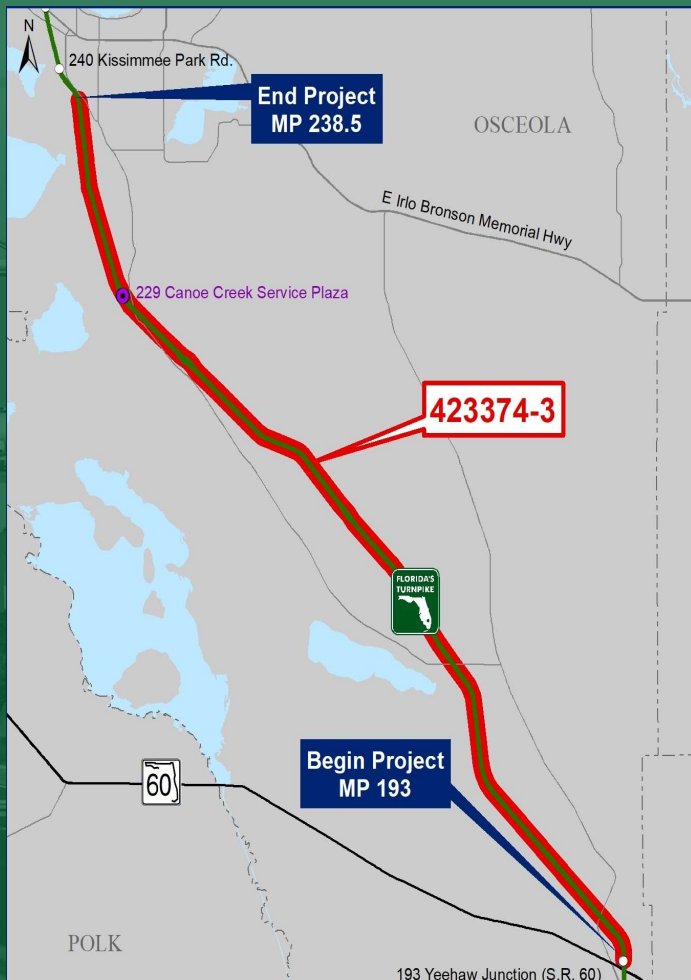 N
240 Kissimmee Park Rd.
End Project
MP 238.5
OSCEOLA
E Irlo Bronson Memorial Hwy
229 Canoe Creek Service Plaza
423374-3
FLORIDA'S
TURNPIKE
Begin Project
MP 193
60
POLK
193 Yeehaw Junction (S.R. 60)